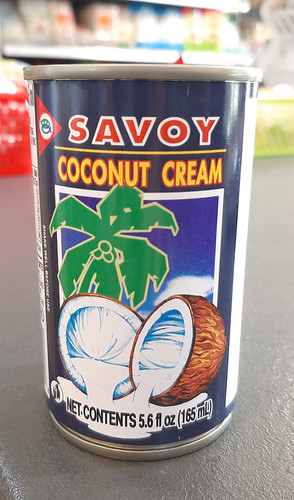 SAVOY
COCONUT CREAM
SHAKE WELL BEFORE USE
NET.CONTENTS 5.6 fl oz (165 mL)